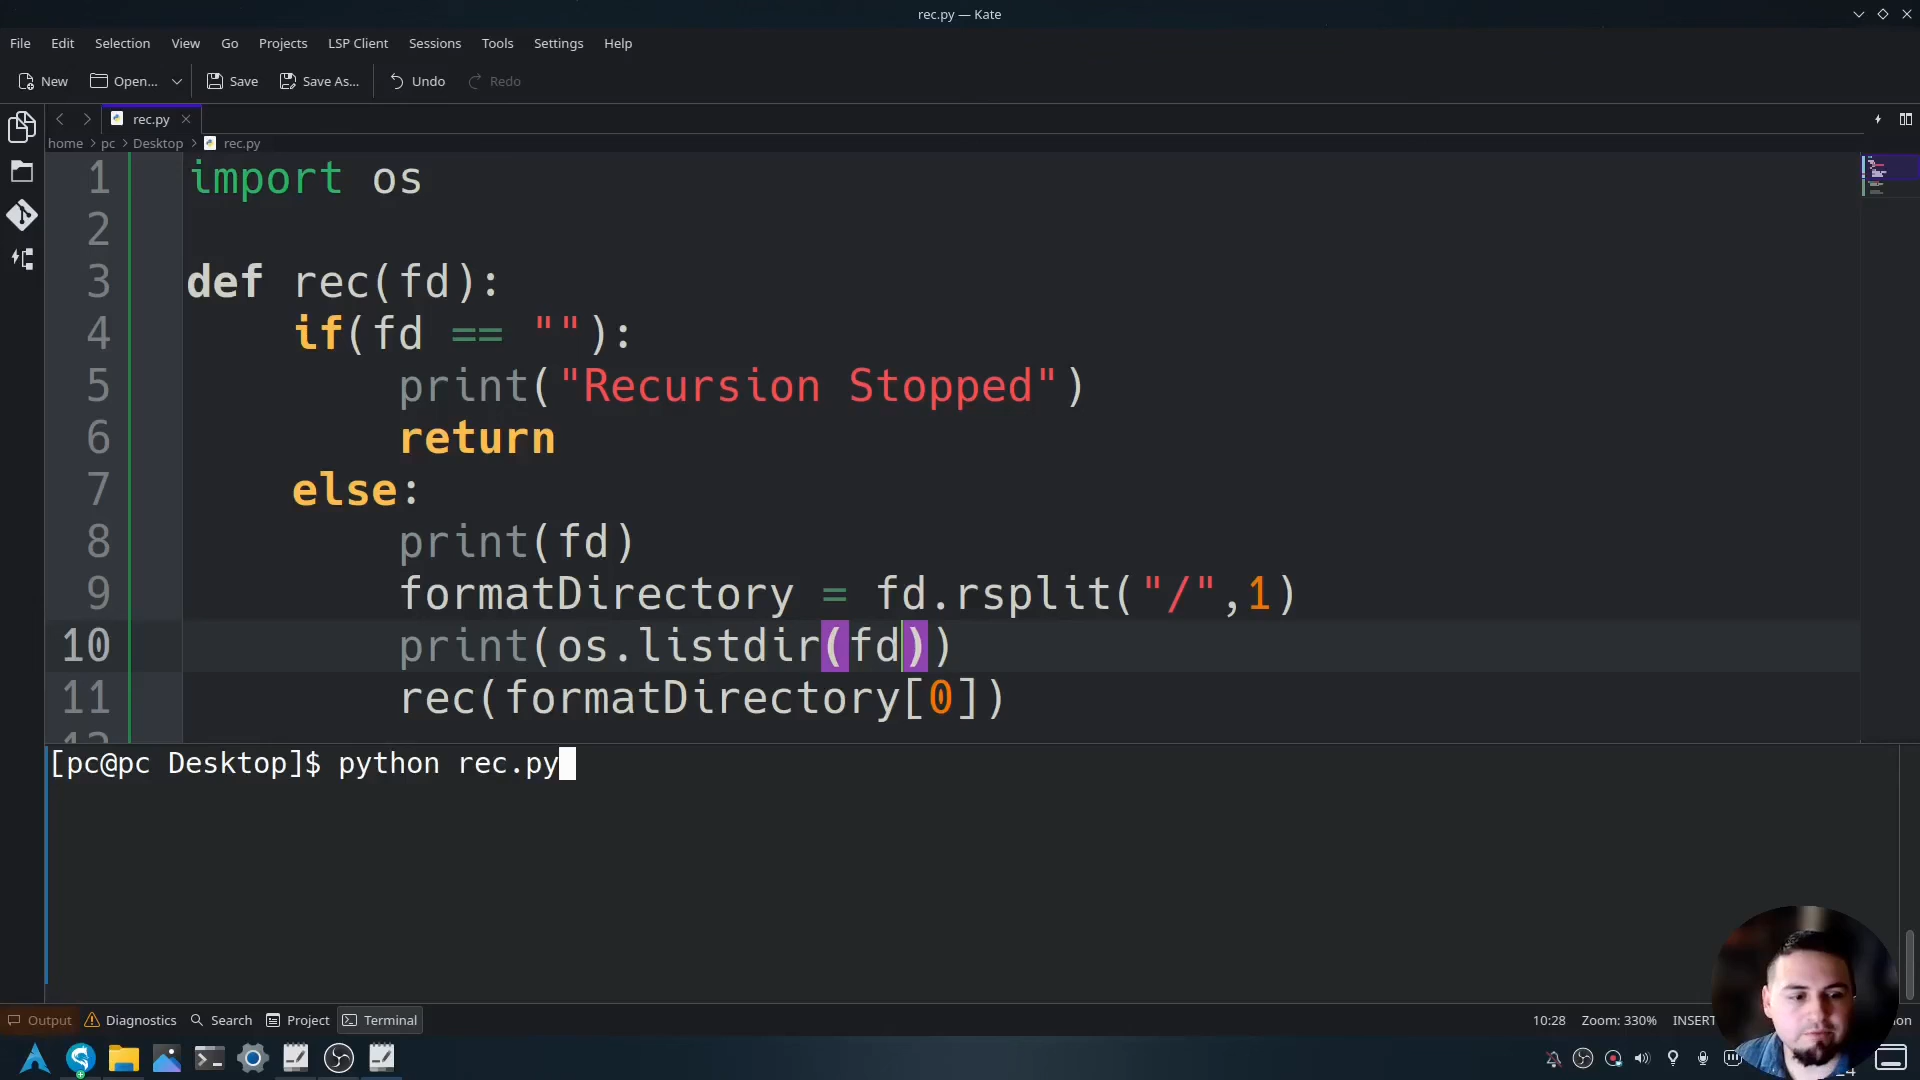 rec.py — Kate
File Edit Selection View Go Projects LSP Client Sessions Tools Settings Help
New Open... Save Save As... Undo Redo
rec.py
home > pc > Desktop > rec.py
1 import os
2
3 def rec(fd):
4 if(fd == ""):
5 print("Recursion Stopped")
6 return
7 else:
8 print(fd)
9 formatDirectory = fd.rsplit("/",1)
10 print(os.listdir(fd))
11 rec(formatDirectory[0])
[pc@pc Desktop]$ python rec.py
Output Diagnostics Search Project Terminal 10:28 Zoom: 330% INSERT